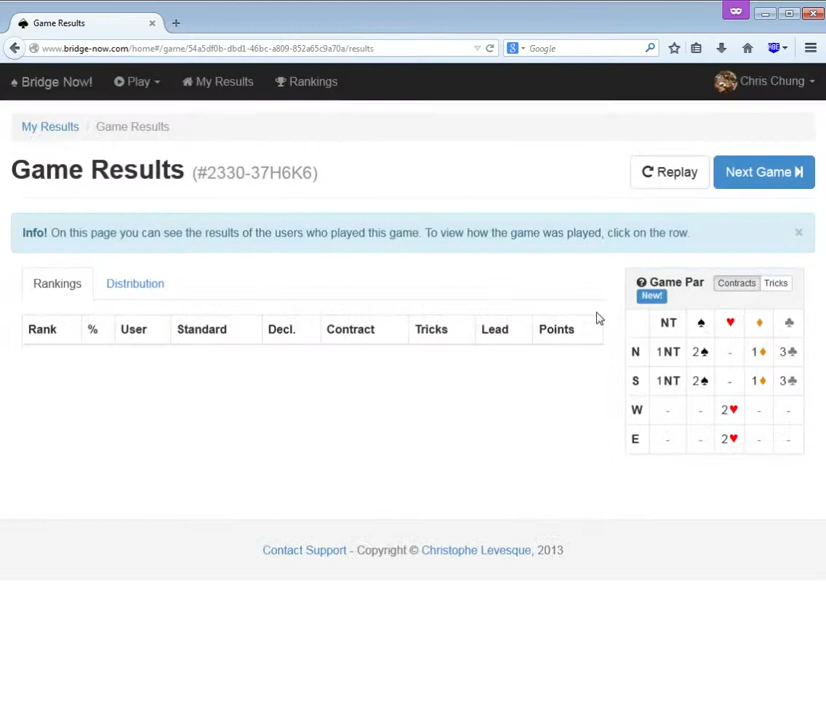 Game Results
www.bridge-now.com/home#/game/54a5df0b-dbd1-46bc-a809-852a65c9a70a/results
Google
♠ Bridge Now!
Play
My Results
Rankings
Chris Chung
My Results / Game Results
Game Results (#2330-37H6K6)
Replay
Next Game
Info! On this page you can see the results of the users who played this game. To view how the game was played, click on the row.
×
Rankings
Distribution
Rank % User Standard Decl. Contract Tricks Lead Points
Game Par
New!
Contracts
Tricks
NT ♠ ♥ ♦ ♣
N 1NT 2♠ - 1♦ 3♣
S 1NT 2♠ - 1♦ 3♣
W - - 2♥ - -
E - - 2♥ - -
Contact Support - Copyright © Christophe Levesque, 2013